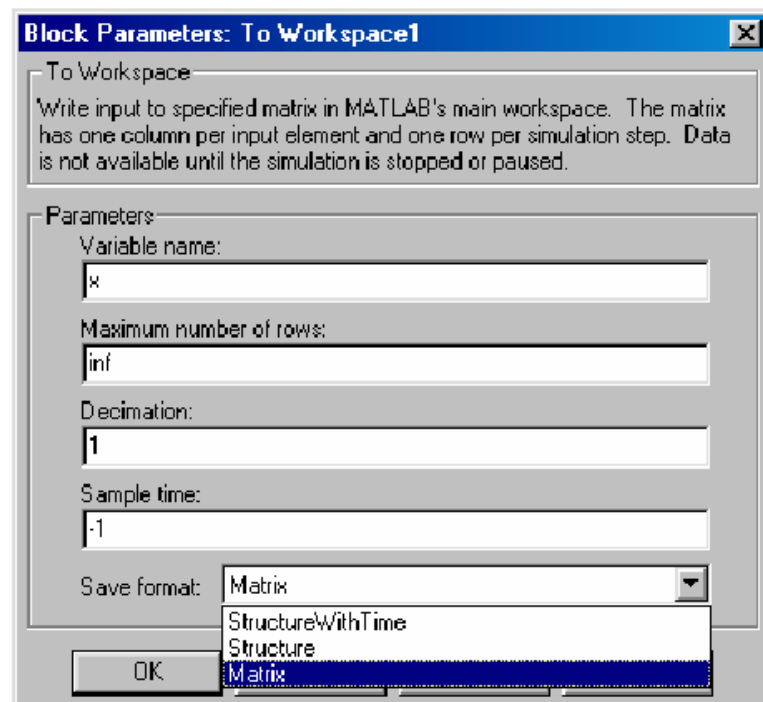 Block Parameters: To Workspace1
To Workspace
Write input to specified matrix in MATLAB's main workspace. The matrix
has one column per input element and one row per simulation step. Data
is not available until the simulation is stopped or paused.
Parameters
Variable name:
x
Maximum number of rows:
inf
Decimation:
1
Sample time:
-1
Save format: Matrix
StructureWithTime
Structure
Matrix
OK